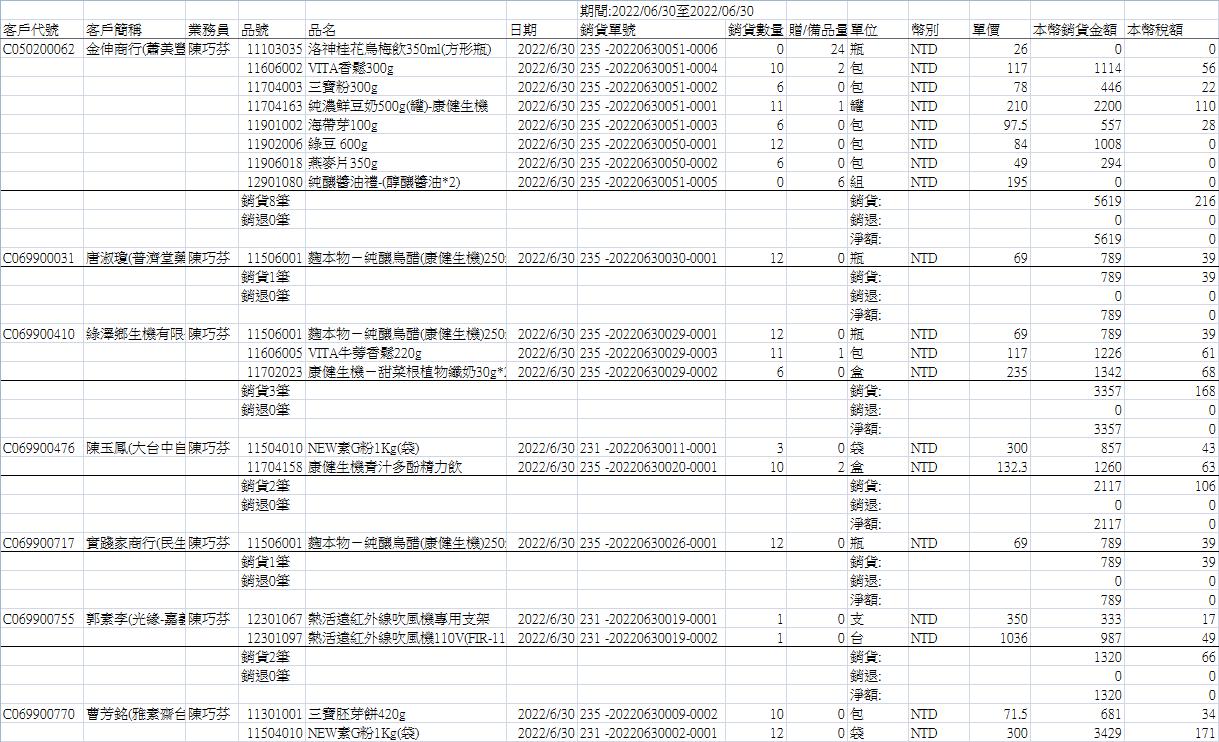 期間:2022/06/30至2022/06/30
客戶代號 客戶簡稱 業務員 品號 品名 日期 銷貨單號 銷貨數量 贈/備品量 單位 幣別 單價 本幣銷貨金額 本幣稅額
C050200062 金伸商行(蕭美豐 陳巧芬 11103035 洛神桂花烏梅飲350ml(方形瓶) 2022/6/30 235 -20220630051-0006 0 24 瓶 NTD 26 0 0
11606002 VITA香鬆300g 2022/6/30 235 -20220630051-0004 10 2 包 NTD 117 1114 56
11704003 三寶粉300g 2022/6/30 235 -20220630051-0002 6 0 包 NTD 78 446 22
11704163 純濃鮮豆奶500g(罐)-康健生機 2022/6/30 235 -20220630051-0001 11 1 罐 NTD 210 2200 110
11901002 海帶芽100g 2022/6/30 235 -20220630051-0003 6 0 包 NTD 97.5 557 28
11902006 綠豆 600g 2022/6/30 235 -20220630050-0001 12 0 包 NTD 84 1008 0
11906018 燕麥片350g 2022/6/30 235 -20220630050-0002 6 0 包 NTD 49 294 0
12901080 純釀醬油禮-(醇釀醬油*2) 2022/6/30 235 -20220630051-0005 0 6 組 NTD 195 0 0
銷貨8筆 銷貨: 5619 216
銷退0筆 銷退: 0 0
淨額: 5619 0
C069900031 唐淑瓊(普濟堂藥 陳巧芬 11506001 麴本物－純釀烏醋(康健生機)250 2022/6/30 235 -20220630030-0001 12 0 瓶 NTD 69 789 39
銷貨1筆 銷貨: 789 39
銷退0筆 銷退: 0 0
淨額: 789 0
C069900410 綠澤鄉生機有限 陳巧芬 11506001 麴本物－純釀烏醋(康健生機)250 2022/6/30 235 -20220630029-0001 12 0 瓶 NTD 69 789 39
11606005 VITA牛蒡香鬆220g 2022/6/30 235 -20220630029-0003 11 1 包 NTD 117 1226 61
11702023 康健生機－甜菜根植物纖奶30g* 2022/6/30 235 -20220630029-0002 6 0 盒 NTD 235 1342 68
銷貨3筆 銷貨: 3357 168
銷退0筆 銷退: 0 0
淨額: 3357 0
C069900476 陳玉鳳(大台中自 陳巧芬 11504010 NEW素G粉1Kg(袋) 2022/6/30 231 -20220630011-0001 3 0 袋 NTD 300 857 43
11704158 康健生機青汁多酚精力飲 2022/6/30 235 -20220630020-0001 10 2 盒 NTD 132.3 1260 63
銷貨2筆 銷貨: 2117 106
銷退0筆 銷退: 0 0
淨額: 2117 0
C069900717 實踐家商行(民生 陳巧芬 11506001 麴本物－純釀烏醋(康健生機)250 2022/6/30 235 -20220630026-0001 12 0 瓶 NTD 69 789 39
銷貨1筆 銷貨: 789 39
銷退0筆 銷退: 0 0
淨額: 789 0
C069900755 郭素李(光緣-嘉義 陳巧芬 12301067 熱活遠紅外線吹風機專用支架 2022/6/30 231 -20220630019-0001 1 0 支 NTD 350 333 17
12301097 熱活遠紅外線吹風機110V(FIR-11 2022/6/30 231 -20220630019-0002 1 0 台 NTD 1036 987 49
銷貨2筆 銷貨: 1320 66
銷退0筆 銷退: 0 0
淨額: 1320 0
C069900770 曹芳銘(雅素齋台 陳巧芬 11301001 三寶胚芽餅420g 2022/6/30 235 -20220630009-0002 10 0 包 NTD 71.5 681 34
11504010 NEW素G粉1Kg(袋) 2022/6/30 231 -20220630002-0001 12 0 袋 NTD 300 3429 171